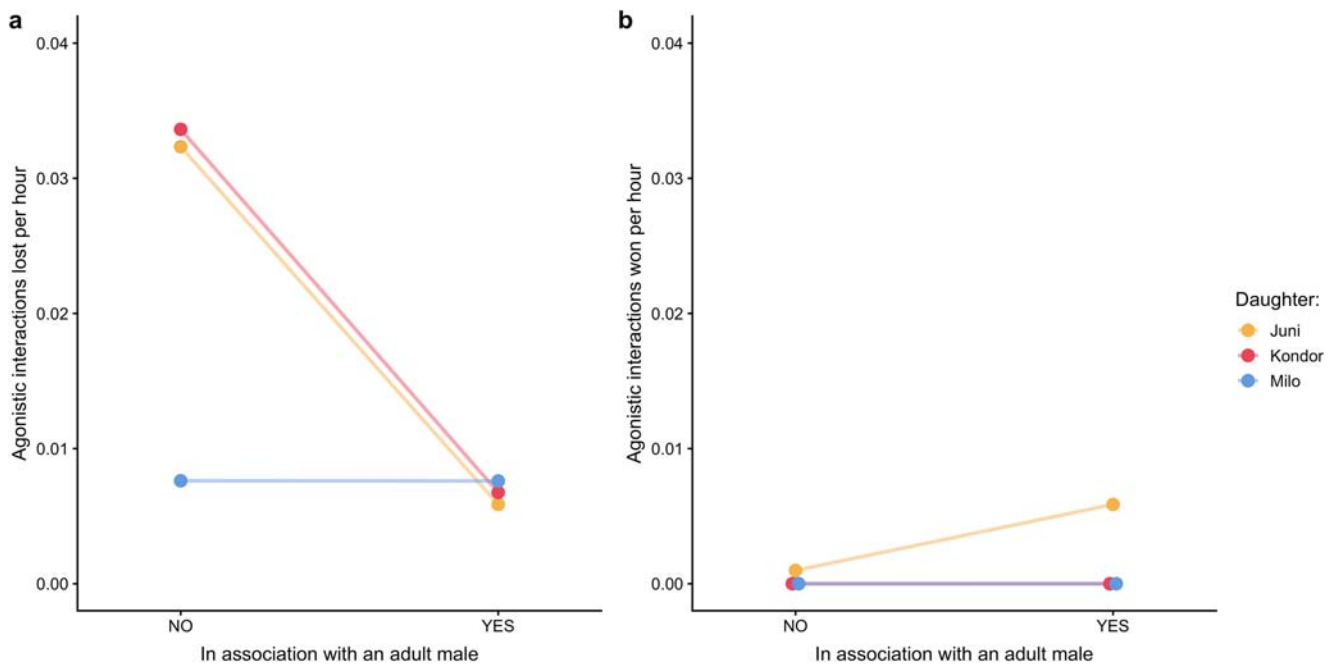 a
0.04
0.03
0.02
0.01
0.00
Agonistic interactions lost per hour
NO YES
In association with an adult male
b
0.04
0.03
0.02
0.01
0.00
Agonistic interactions won per hour
NO YES
In association with an adult male
Daughter:
Juni
Kondor
Milo